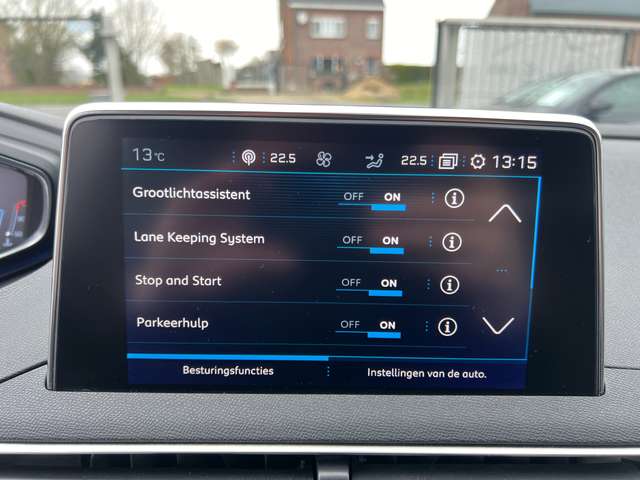 13°C 22.5 22.5 13:15
Grootlichtassistent OFF ON
Lane Keeping System OFF ON
Stop and Start OFF ON
Parkeerhulp OFF ON
Besturingsfuncties Instellingen van de auto.